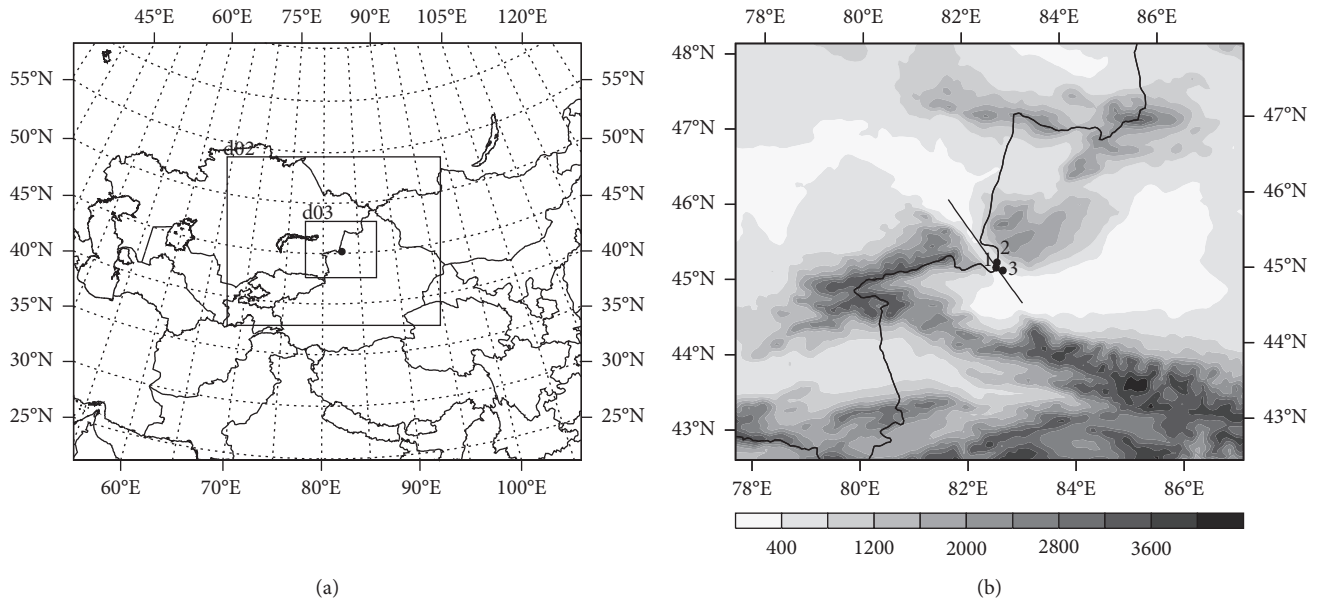 45°E 60°E 75°E 90°E 105°E 120°E
55°N 55°N
50°N 50°N
d02
45°N 45°N
d03
40°N 40°N
35°N 35°N
30°N 30°N
25°N 25°N
60°E 70°E 80°E 90°E 100°E
(a)
78°E 80°E 82°E 84°E 86°E
48°N
47°N 47°N
46°N 46°N
2
1 3
45°N 45°N
44°N 44°N
43°N 43°N
78°E 80°E 82°E 84°E 86°E
400 1200 2000 2800 3600
(b)